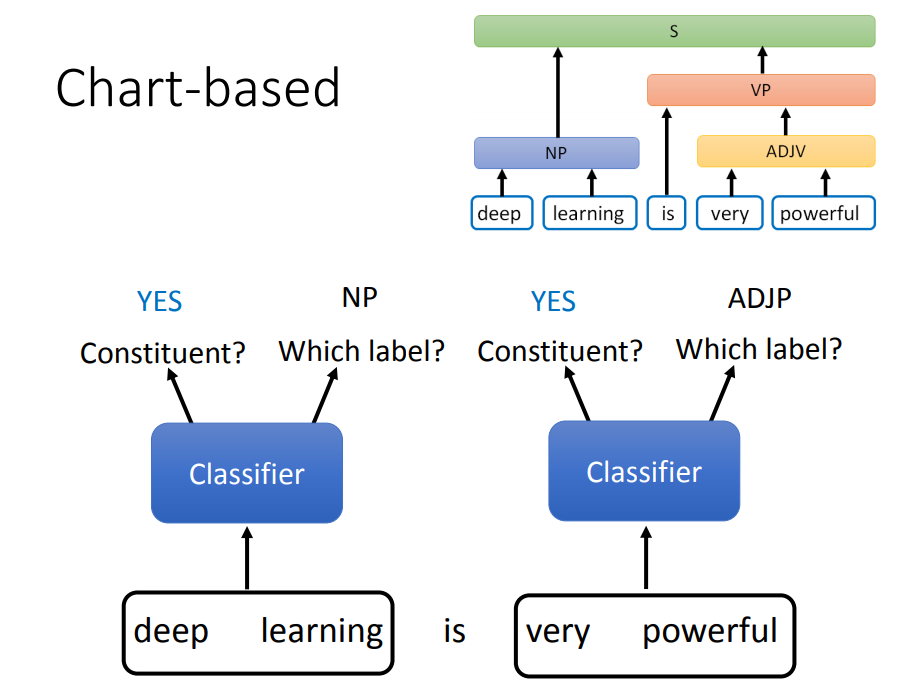 Chart-based
S
VP
NP
ADJV
deep learning is very powerful
YES NP YES ADJP
Constituent? Which label? Constituent? Which label?
Classifier Classifier
deep learning is very powerful